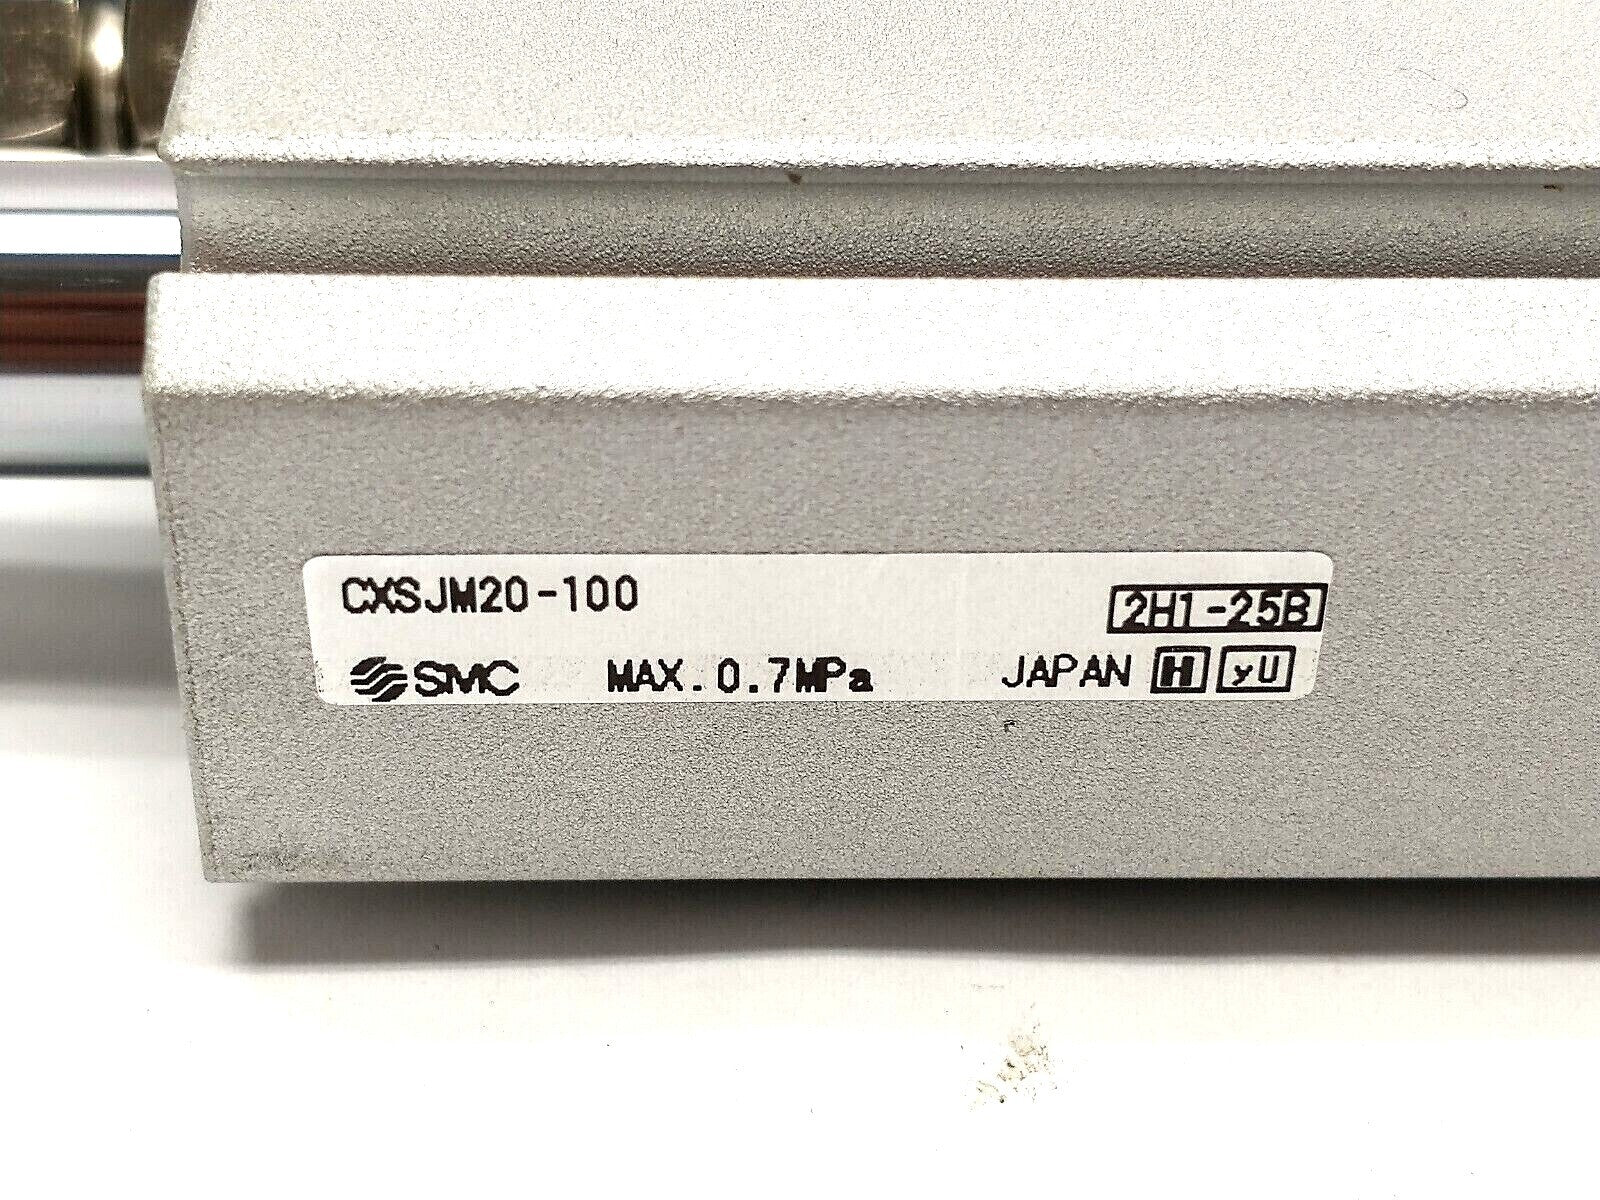 CXSJM20-100 2H1-25B
SMC MAX. 0.7MPa JAPAN H yU